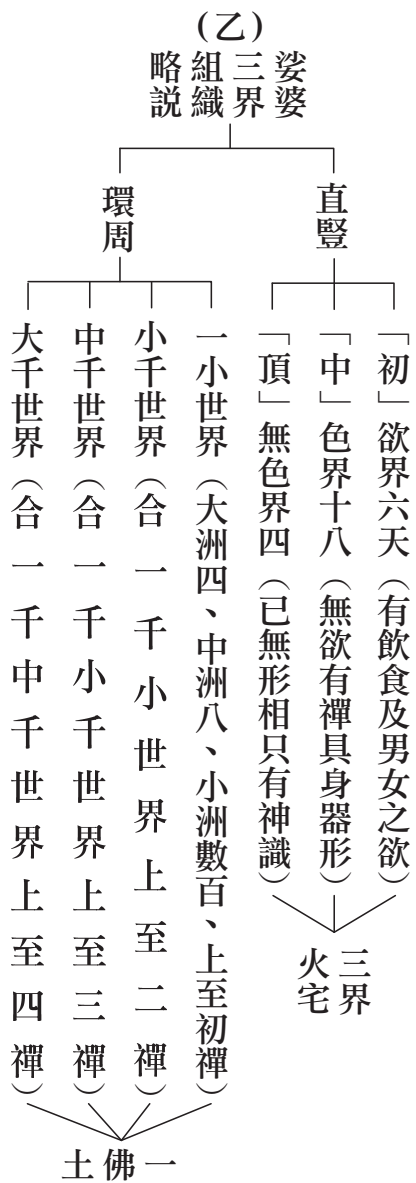 (乙)
娑婆
三界
組織
略說
直豎
「初」欲界六天（有飲食及男女之欲）
「中」色界十八（無欲有禪具身器形）
「頂」無色界四（已無形相只有神識）
三界
火宅
環周
一小世界（大洲四、中洲八、小洲數百、上至初禪）
小千世界（合一千小世界上至二禪）
中千世界（合一千小千世界上至三禪）
大千世界（合一千中千世界上至四禪）
一佛土